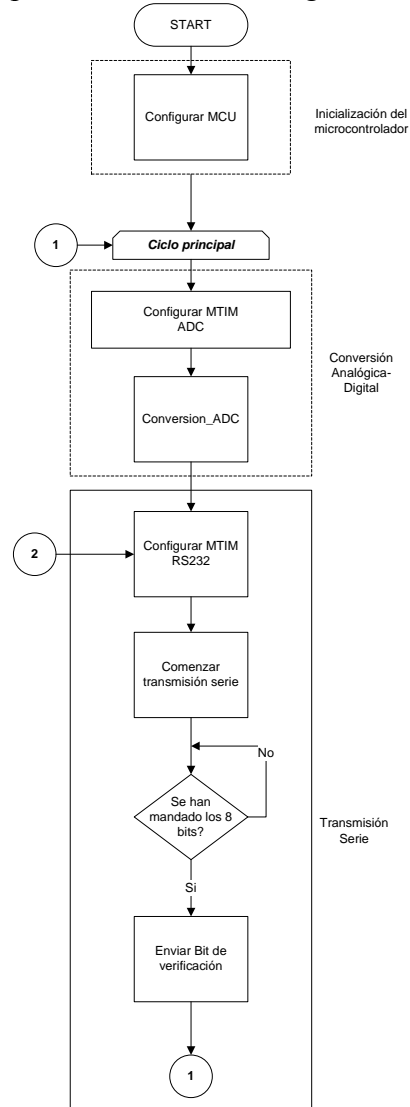 START
Configurar MCU
Inicialización del
microcontrolador
1
Ciclo principal
Configurar MTIM
ADC
Conversión
Analógica-
Digital
Conversion_ADC
2
Configurar MTIM
RS232
Comenzar
transmisión serie
No
Se han
mandado los 8
bits?
Transmisión
Serie
Si
Enviar Bit de
verificación
1